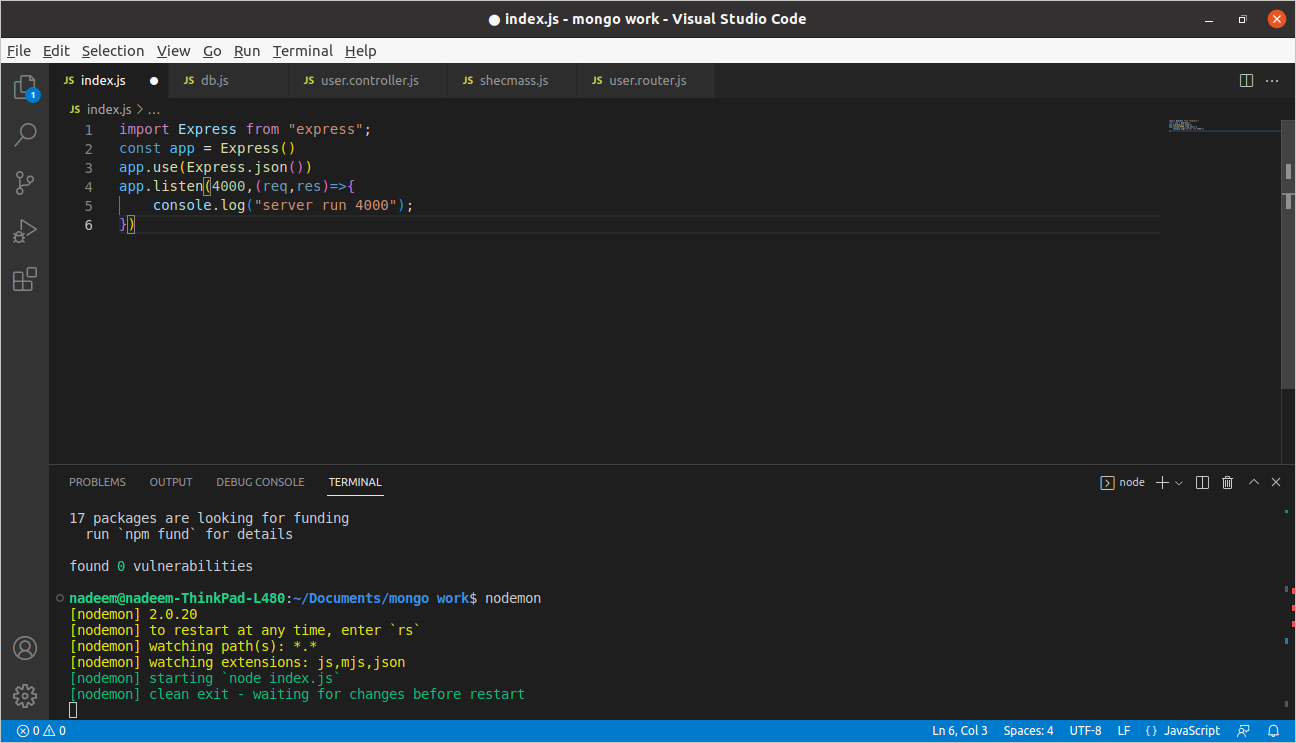 index.js - mongo work - Visual Studio Code
File Edit Selection View Go Run Terminal Help
JS index.js JS db.js JS user.controller.js JS shecmass.js JS user.router.js
1
JS index.js > ...
1 import Express from "express";
2 const app = Express()
3 app.use(Express.json())
4 app.listen(4000,(req,res)=>{
5 console.log("server run 4000");
6 })
PROBLEMS OUTPUT DEBUG CONSOLE TERMINAL node
17 packages are looking for funding
run `npm fund` for details
found 0 vulnerabilities
nadeem@nadeem-ThinkPad-L480:~/Documents/mongo work$ nodemon
[nodemon] 2.0.20
[nodemon] to restart at any time, enter `rs`
[nodemon] watching path(s): *.*
[nodemon] watching extensions: js,mjs,json
[nodemon] starting `node index.js`
[nodemon] clean exit - waiting for changes before restart
0 0 Ln 6, Col 3 Spaces: 4 UTF-8 LF {} JavaScript